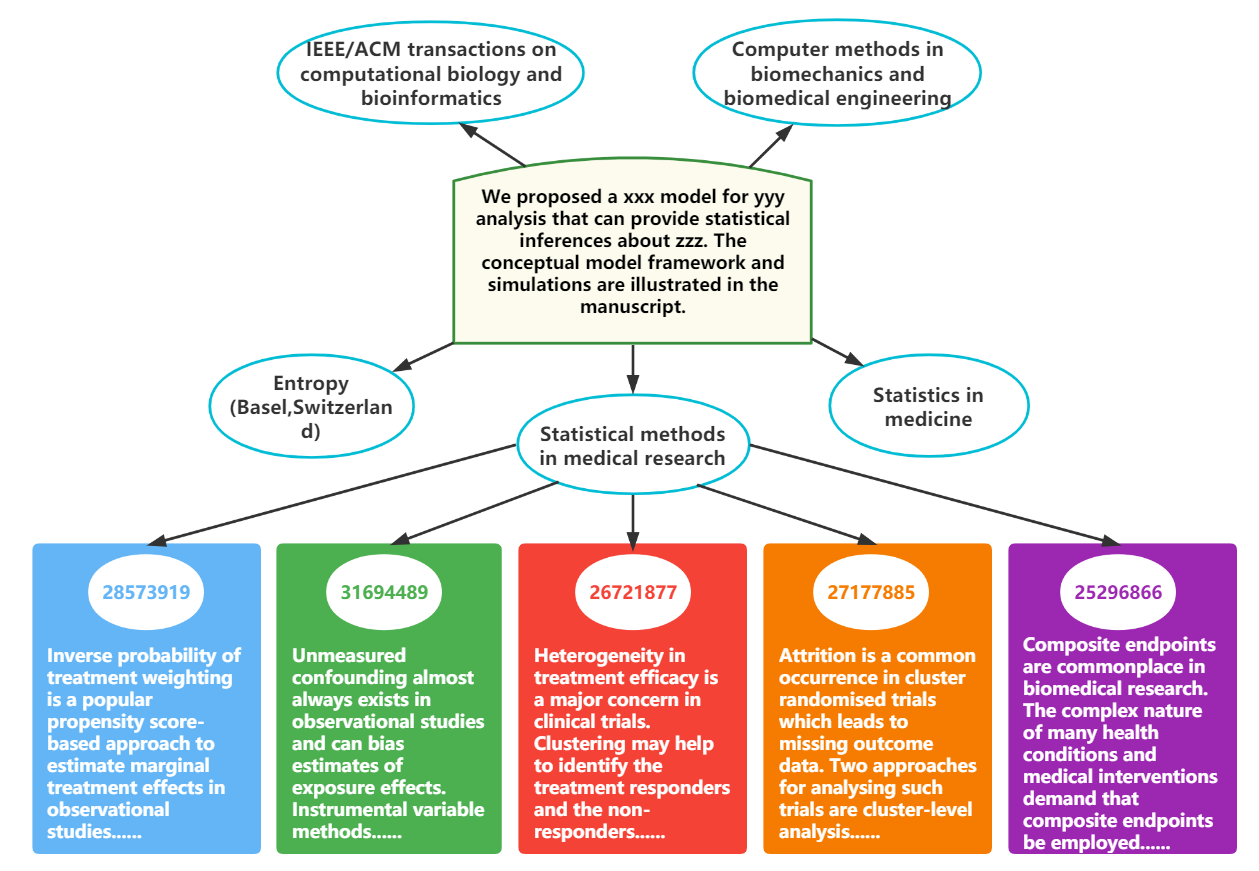 IEEE/ACM transactions on
computational biology and
bioinformatics
Computer methods in
biomechanics and
biomedical engineering
We proposed a xxx model for yyy
analysis that can provide statistical
inferences about zzz. The
conceptual model framework and
simulations are illustrated in the
manuscript.
Entropy
(Basel,Switzerlan
d)
Statistical methods
in medical research
Statistics in
medicine
28573919
Inverse probability of
treatment weighting
is a popular
propensity score-
based approach to
estimate marginal
treatment effects in
observational
studies......
31694489
Unmeasured
confounding almost
always exists in
observational studies
and can bias
estimates of
exposure effects.
Instrumental variable
methods......
26721877
Heterogeneity in
treatment efficacy is
a major concern in
clinical trials.
Clustering may help
to identify the
treatment responders
and the non-
responders......
27177885
Attrition is a common
occurrence in cluster
randomised trials
which leads to
missing outcome
data. Two approaches
for analysing such
trials are cluster-level
analysis......
25296866
Composite endpoints
are commonplace in
biomedical research.
The complex nature
of many health
conditions and
medical interventions
demand that
composite endpoints
be employed......